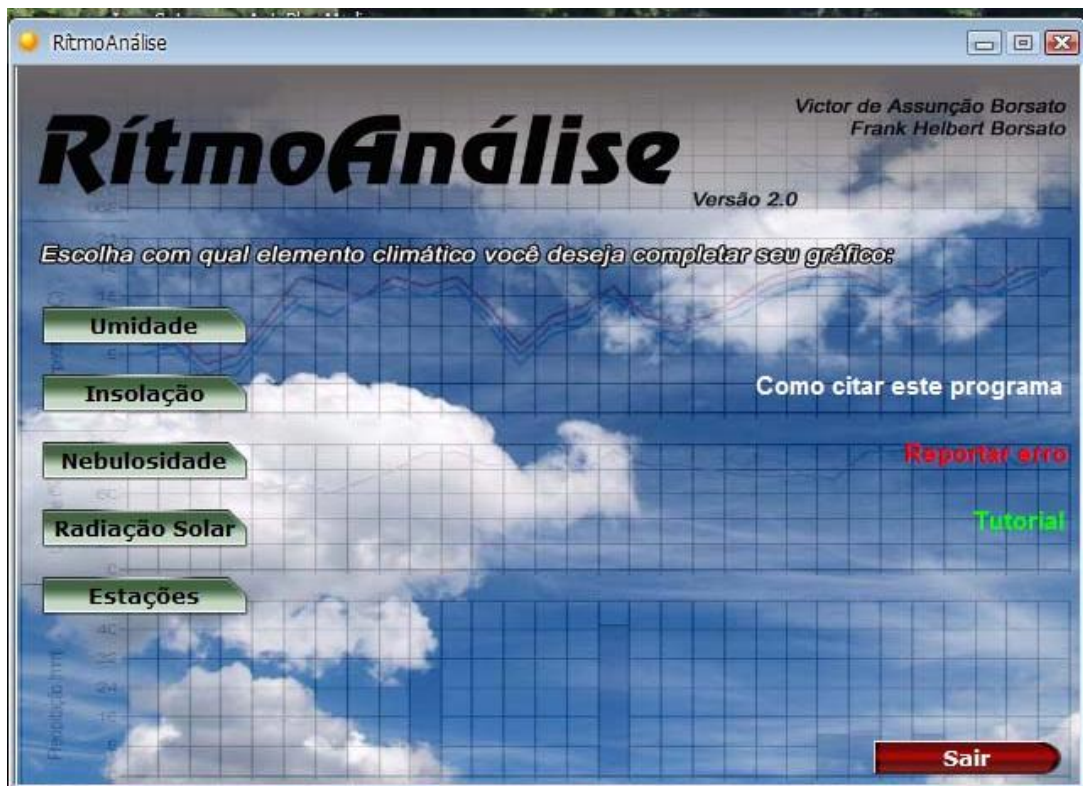 RítmoAnálise
RítmoAnálise
Victor de Assunção Borsato
Frank Helbert Borsato
Versão 2.0
Escolha com qual elemento climático você deseja completar seu gráfico:
Umidade
Insolação
Como citar este programa
Nebulosidade
Reportar erro
Radiação Solar
Tutorial
Estações
Sair